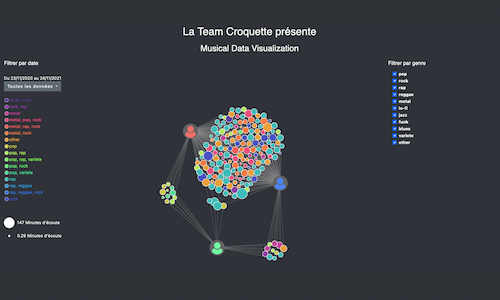 La Team Croquette présente
Musical Data Visualization
Filtrer par date
Du 23/11/2020 au 24/11/2021
Toutes les données
metal
metal, pop, rock
metal, rap, rock
metal, rock
other
pop
pop, rap
pop, rap, variete
pop, rock
pop, variete
rap
rap, reggae
rap, reggae, rock
rock
147 Minutes d'écoute
0.29 Minutes d'écoute
Filtrer par genre
pop
rock
rap
reggae
metal
lo-fi
jazz
funk
blues
variete
other